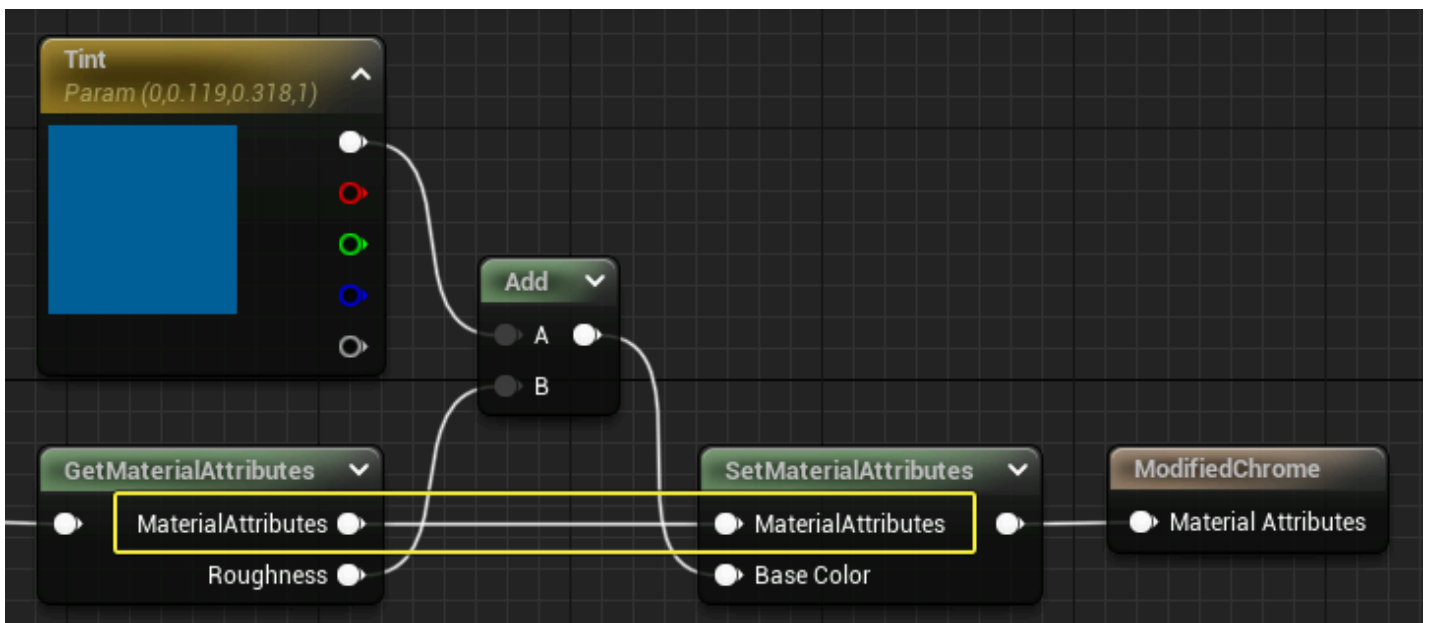 Tint
Param (0,0.119,0.318,1)
Add
A
B
GetMaterialAttributes
MaterialAttributes
Roughness
SetMaterialAttributes
MaterialAttributes
Base Color
ModifiedChrome
Material Attributes